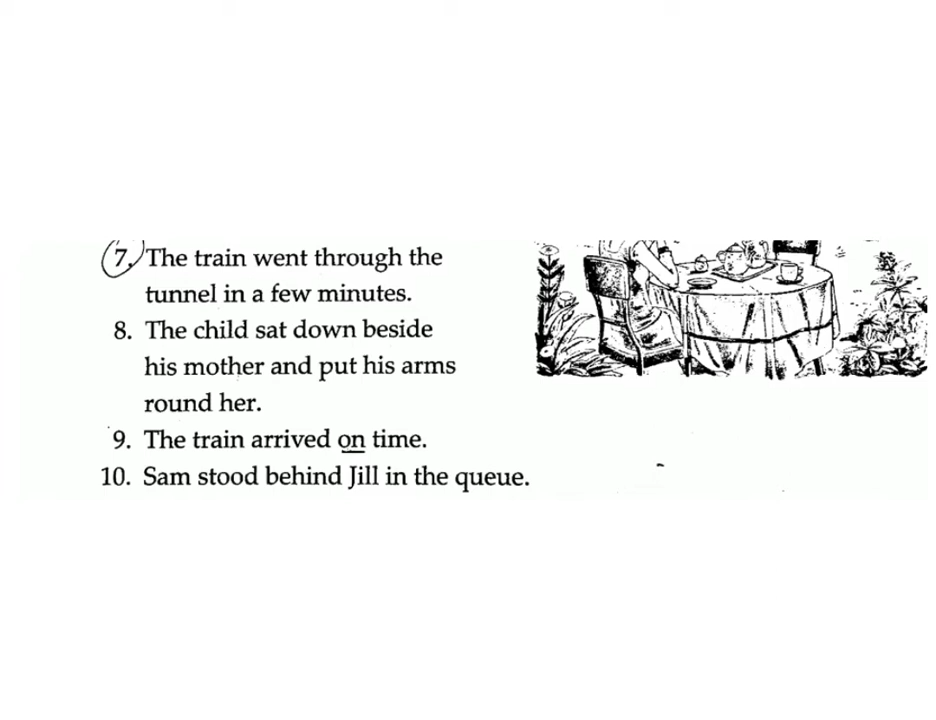 7. The train went through the
tunnel in a few minutes.
8. The child sat down beside
his mother and put his arms
round her.
9. The train arrived on time.
10. Sam stood behind Jill in the queue.